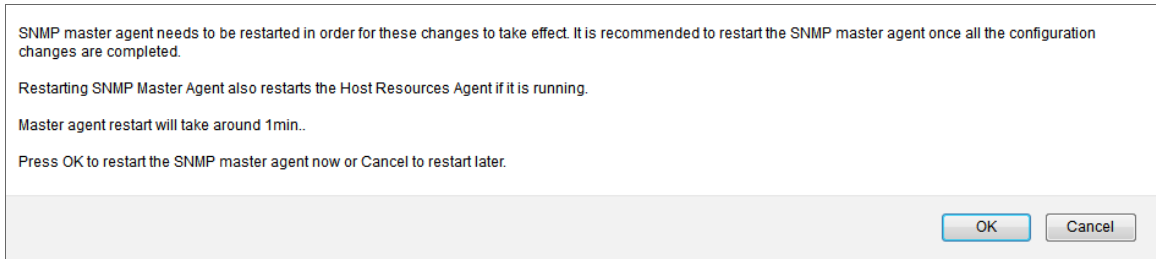 SNMP master agent needs to be restarted in order for these changes to take effect. It is recommended to restart the SNMP master agent once all the configuration
changes are completed.
Restarting SNMP Master Agent also restarts the Host Resources Agent if it is running.
Master agent restart will take around 1min..
Press OK to restart the SNMP master agent now or Cancel to restart later.
OK Cancel